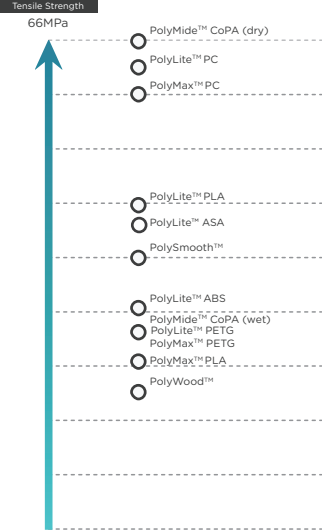 Tensile Strength
66MPa
PolyMide™ CoPA (dry)
PolyLite™ PC
PolyMax™ PC
PolyLite™ PLA
PolyLite™ ASA
PolySmooth™
PolyLite™ ABS
PolyMide™ CoPA (wet)
PolyLite™ PETG
PolyMax™ PETG
PolyMax™ PLA
PolyWood™